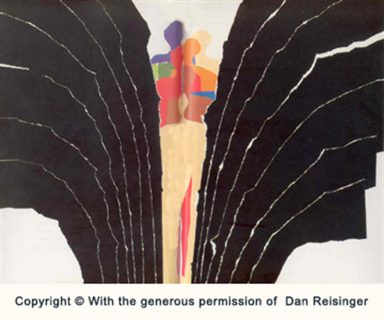 Copyright © With the generous permission of  Dan Reisinger